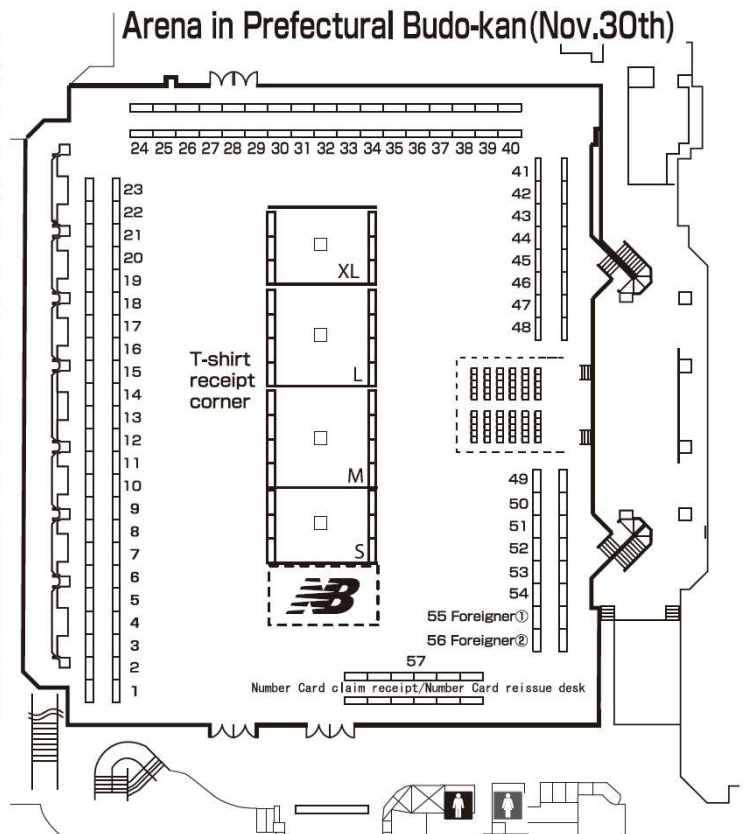 Arena in Prefectural Budo-kan(Nov.30th)
24 25 26 27 28 29 30 31 32 33 34 35 36 37 38 39 40
23
22
21
20
19
18
17
16
15
14
13
12
11
10
9
8
7
6
5
4
3
2
1
T-shirt
receipt
corner
XL
L
M
S
NB
41
42
43
44
45
46
47
48
49
50
51
52
53
54
55 Foreigner①
56 Foreigner②
57
Number Card claim receipt/Number Card reissue desk